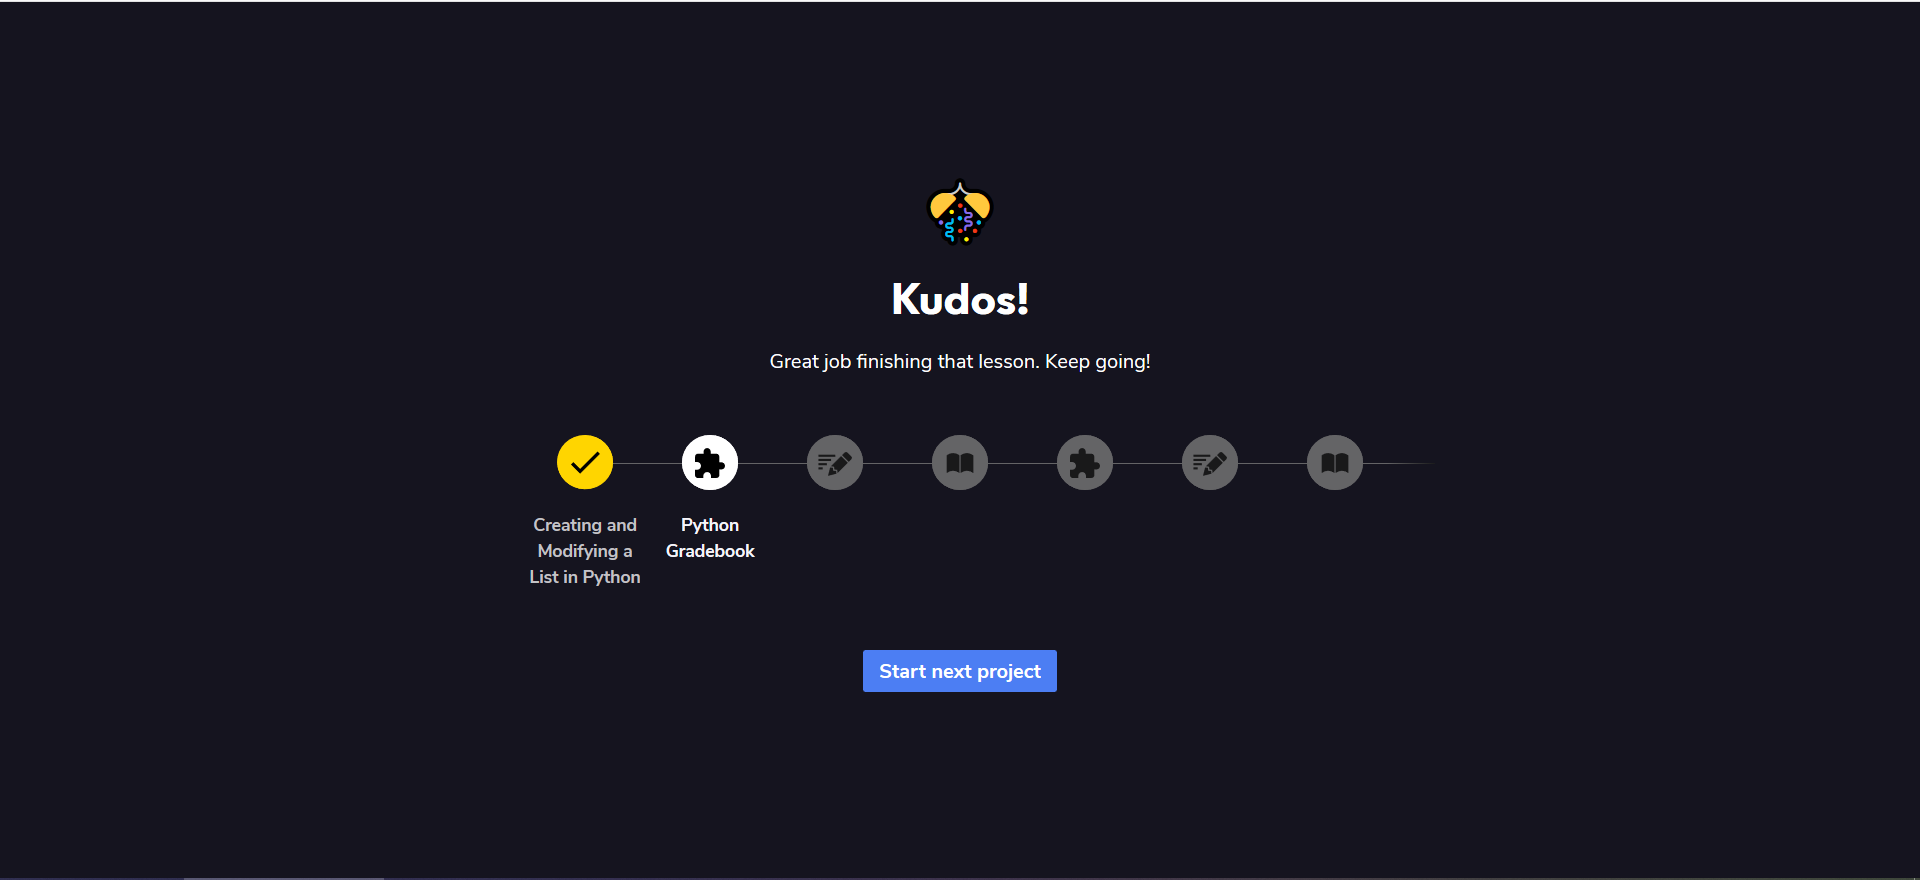 Kudos!
Great job finishing that lesson. Keep going!
Creating and
Modifying a
List in Python
Python
Gradebook
Start next project